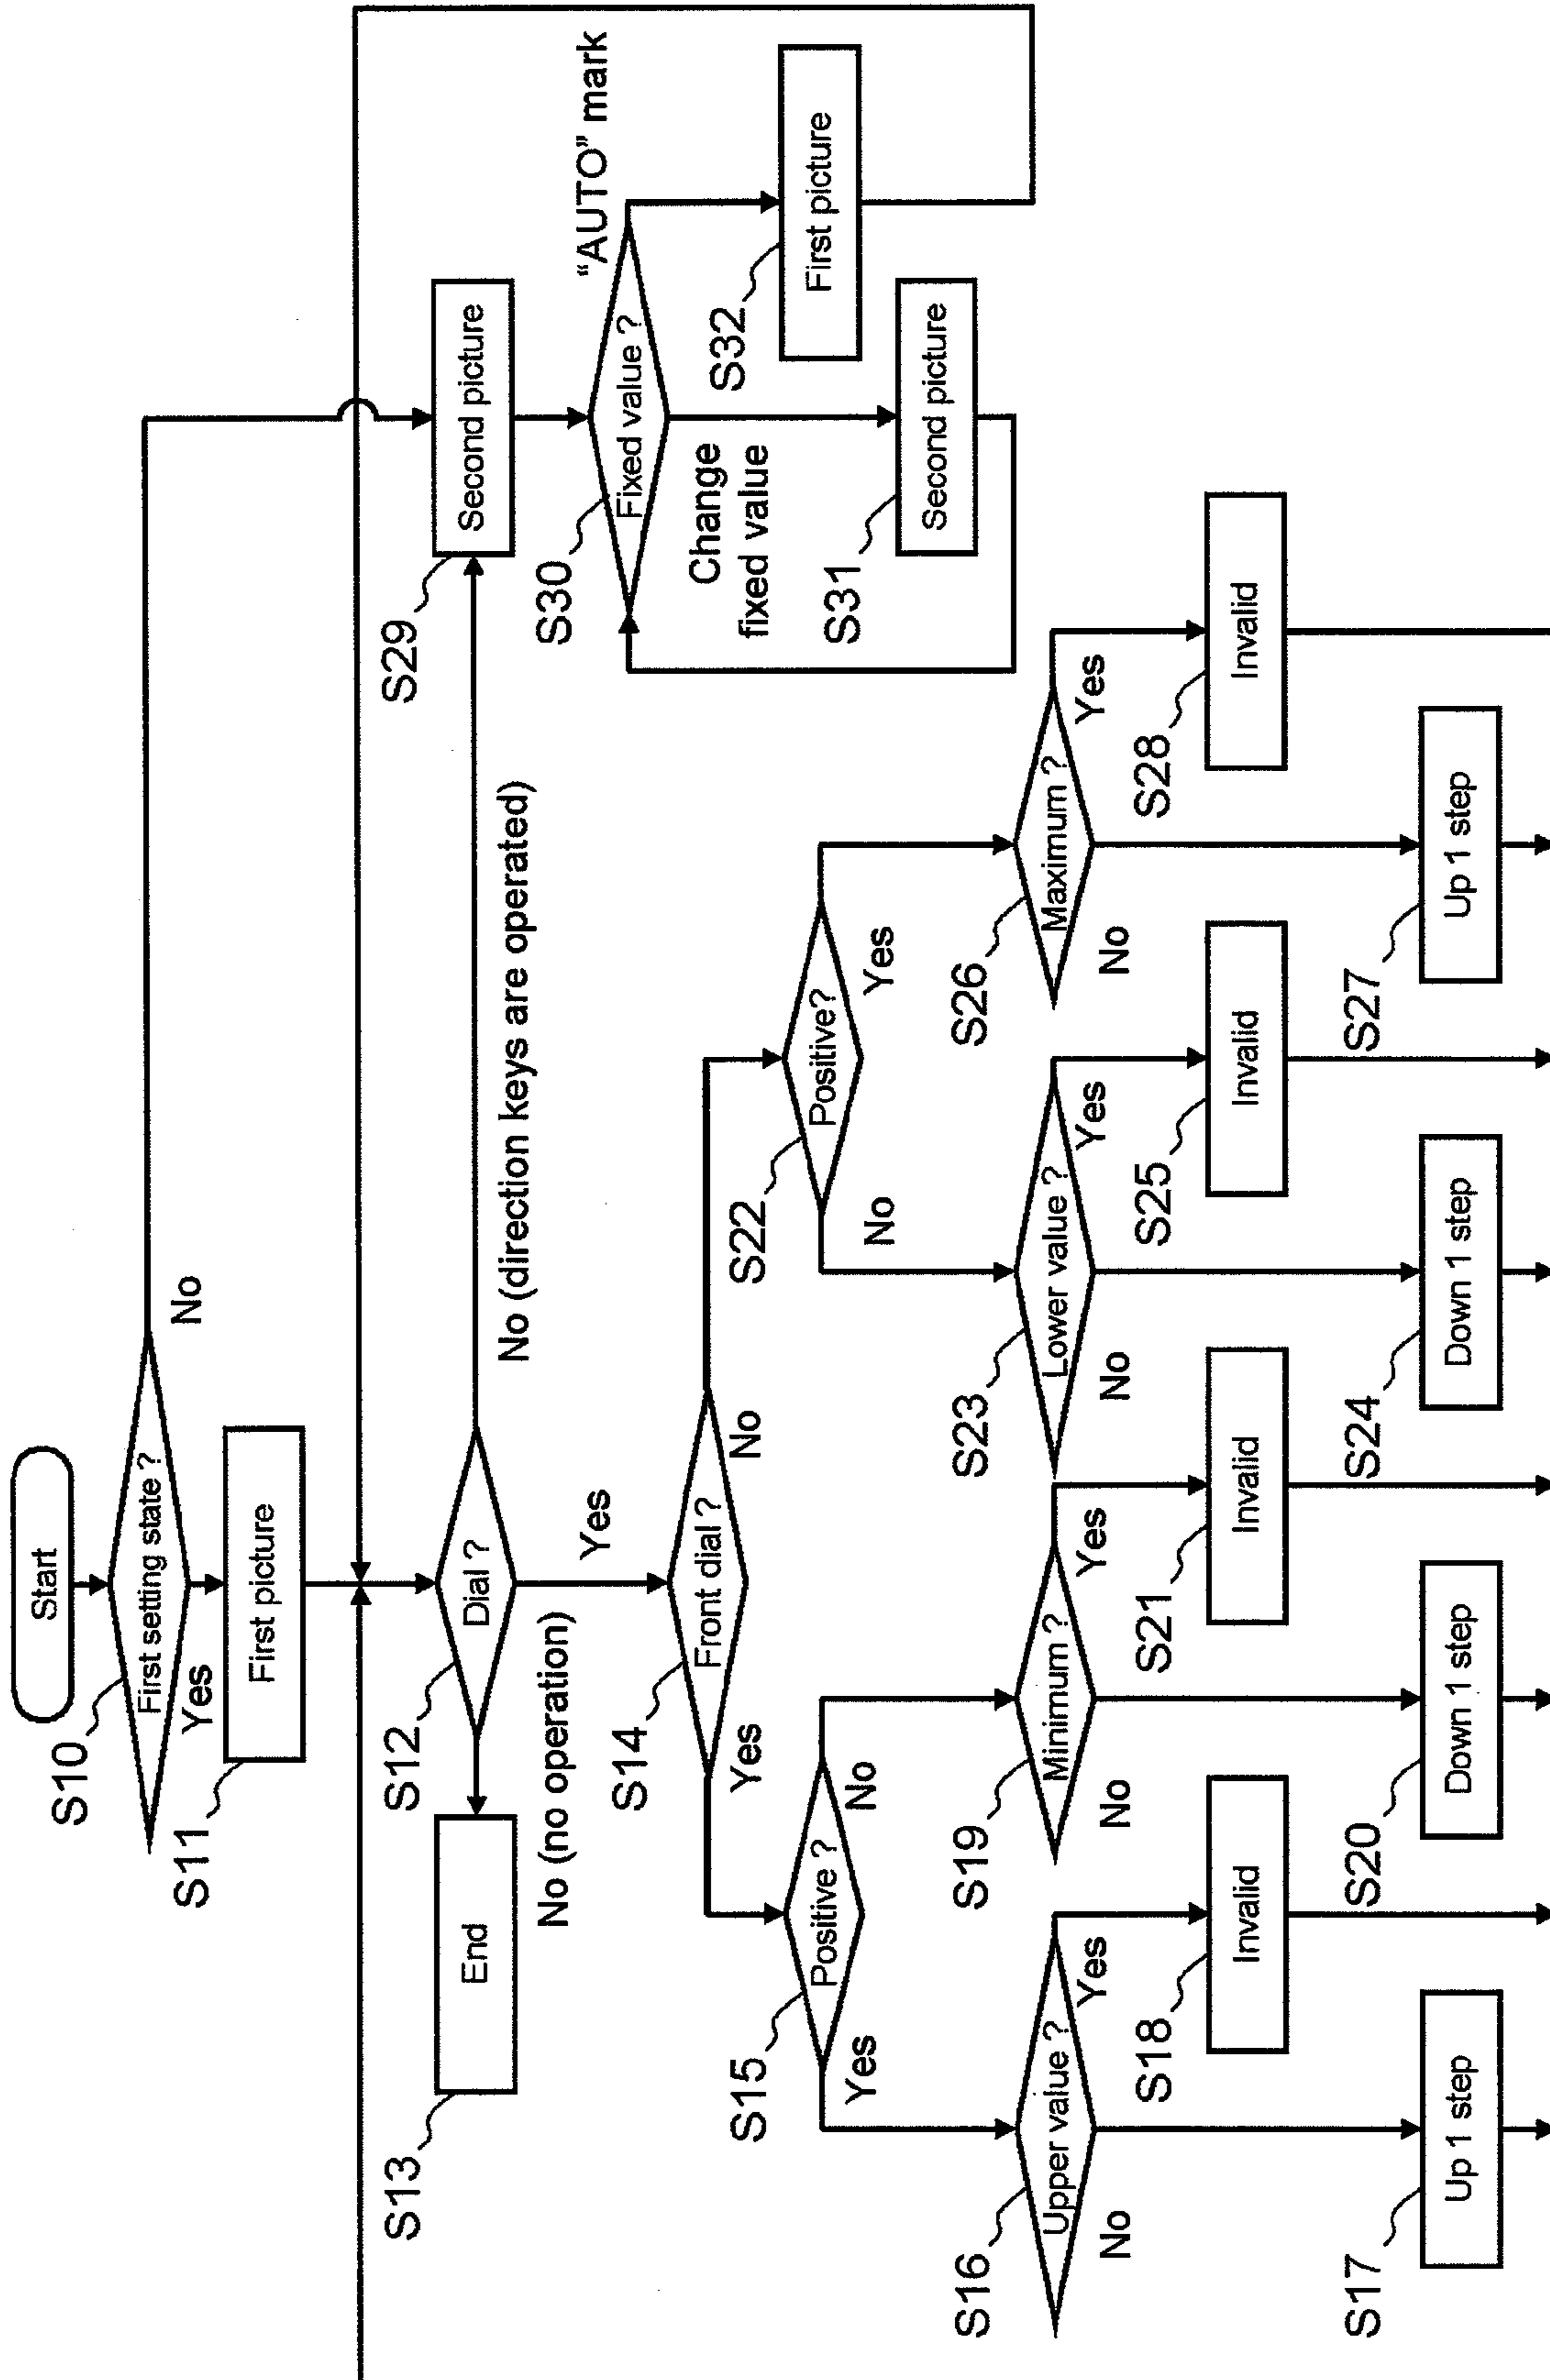 Start
S10
First setting state ?
No
Yes
S11
First picture
S12
Dial ?
No (direction keys are operated)
S13
End
No (no operation)
Yes
S14
Front dial ?
Yes
No
S15
Positive ?
Yes
No
S22
Positive?
No
Yes
S16
Upper value ?
No
Yes
S19
Minimum ?
No
Yes
S23
Lower value ?
No
Yes
S26
Maximum ?
No
Yes
S18
Invalid
S21
Invalid
S25
Invalid
S28
Invalid
S17
Up 1 step
S20
Down 1 step
S24
Down 1 step
S27
Up 1 step
S29
Second picture
S30
Fixed value ?
"AUTO" mark
Change
fixed value
S31
Second picture
S32
First picture